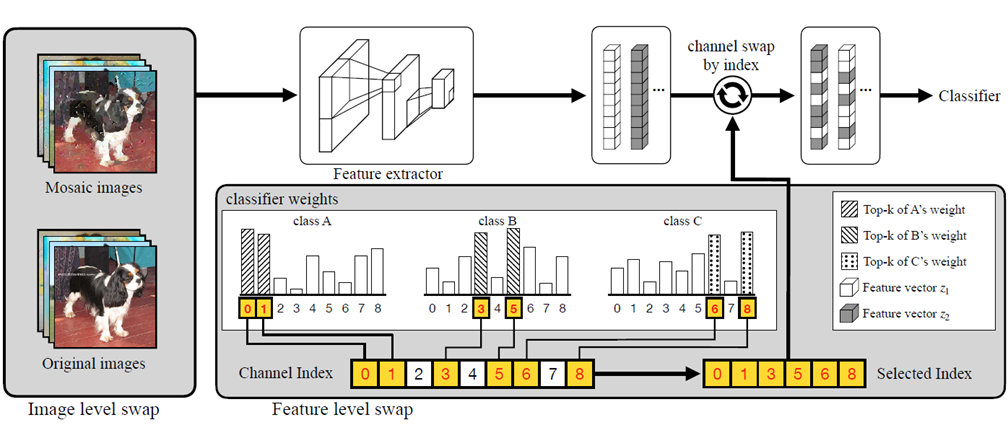 Mosaic images
Original images
Image level swap
Feature extractor
...
channel swap
by index
...
Classifier
classifier weights
class A
0 1 2 3 4 5 6 7 8
class B
0 1 2 3 4 5 6 7 8
class C
0 1 2 3 4 5 6 7 8
Top-k of A's weight
Top-k of B's weight
Top-k of C's weight
Feature vector z1
Feature vector z2
Channel Index
0 1 2 3 4 5 6 7 8
0 1 3 5 6 8
Selected Index
Feature level swap